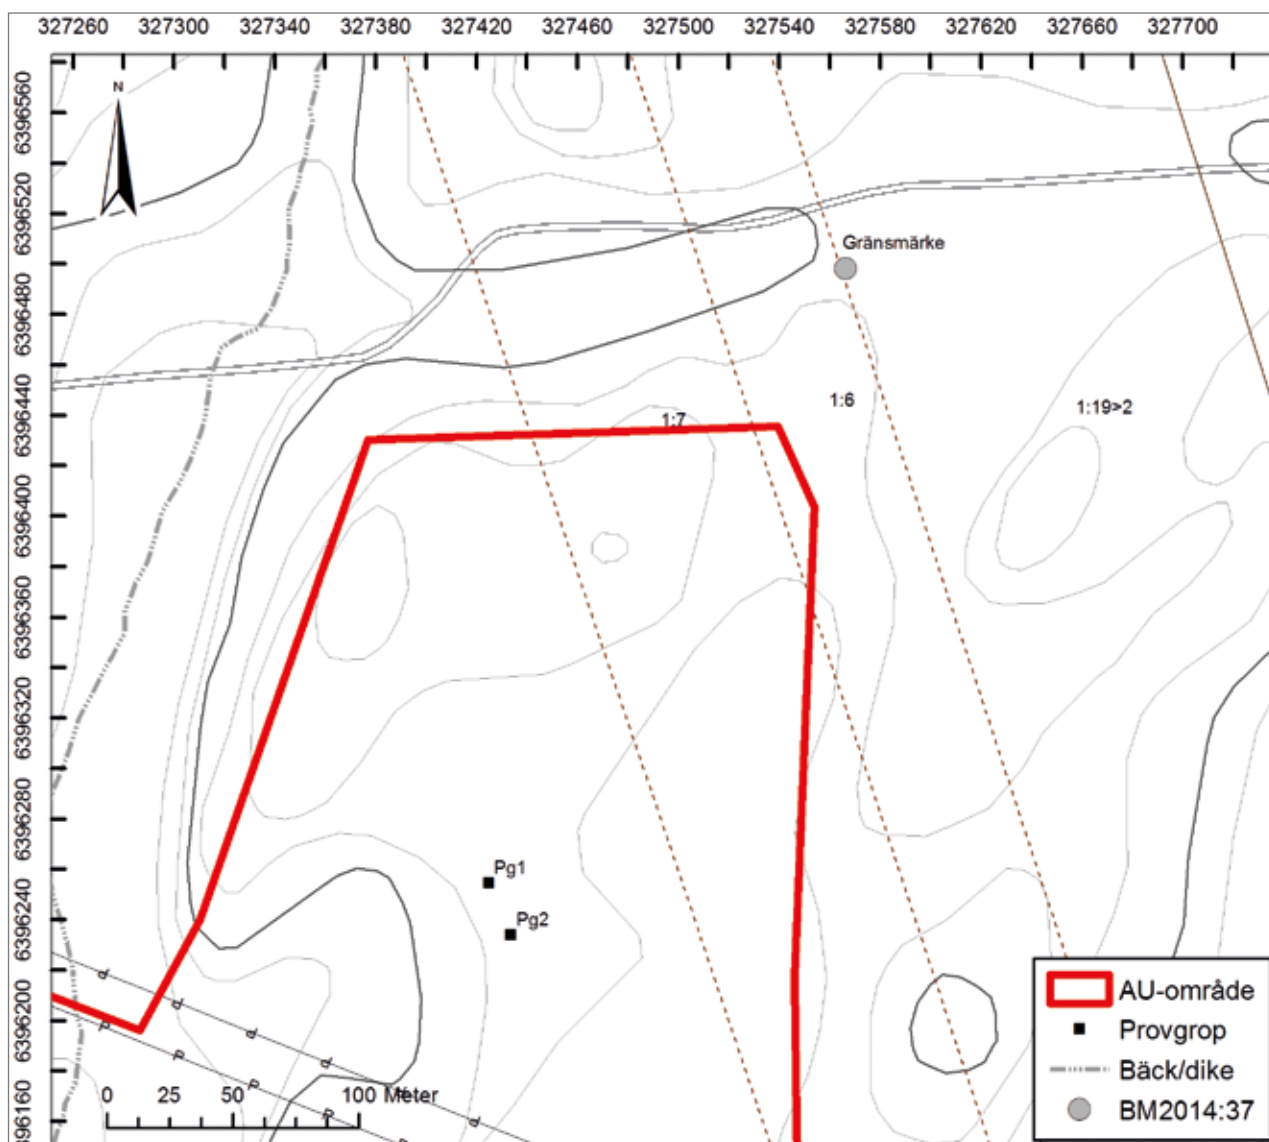 327260 327300 327340 327380 327420 327460 327500 327540 327580 327620 327660 327700
6396560
N
6396520
Gränsmärke
6396480
6396440
1:7
1:6
1:19>2
6396400
6396360
6396320
6396280
Pg1
6396240
Pg2
P P P P P
6396200
P P P P P
0 25 50 100 Meter
6396160
AU-område
Provgrop
Bäck/dike
BM2014:37